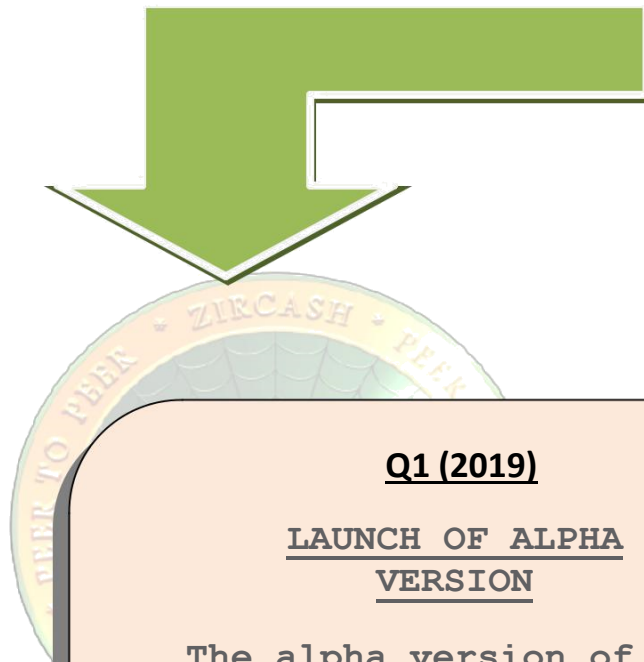 * ZIRCASH * PEER
TO PEER
PEER
Q1 (2019)
LAUNCH OF ALPHA
VERSION
The alpha version of